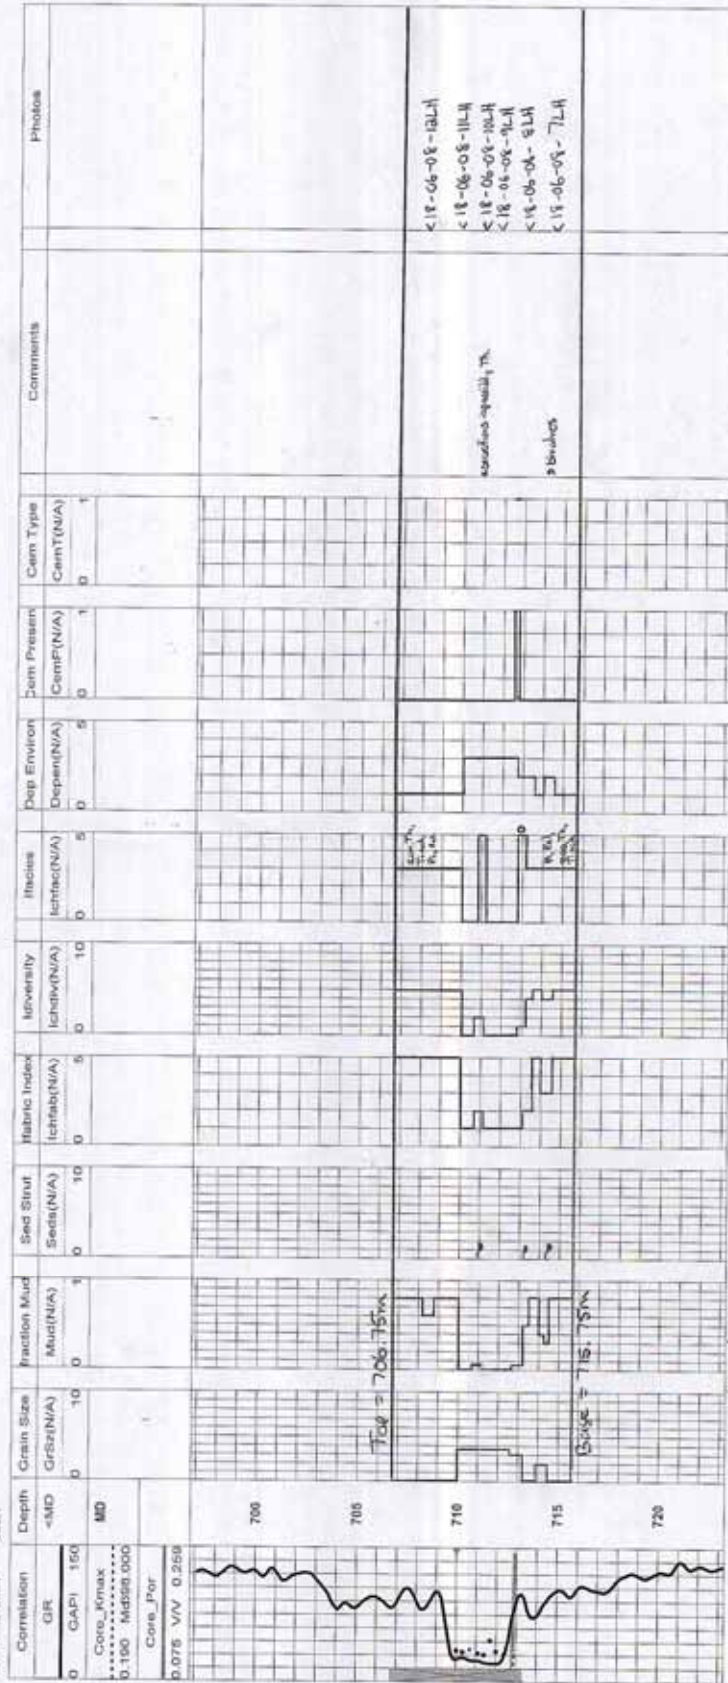 Correlation
Depth
Grain Size
fraction Mud
Sed Strut
Ifabric Index
Idiversity
Ifacies
Dep Environ
Cem Presen
Cem Type
Comments
Photos
GR
<MD
GrSz(N/A)
Mud(N/A)
Seds(N/A)
Ichfab(N/A)
Ichdiv(N/A)
Ichfac(N/A)
Depen(N/A)
CemP(N/A)
CemT(N/A)
0 GAPI 150
0 10
0 1
0 10
0 5
0 10
0 5
0 5
0 1
0 1
Core_Kmax
MD
Core_Por
0.075 V/V 0.259
700
705
Top = 706.75m
<18-06-08-12LH
710
<18-06-08-11LH
<18-06-08-10LH
<18-06-08-9LH
<18-06-08-8LH
bivalves
<18-06-08-7LH
715
Base = 715.75m
720